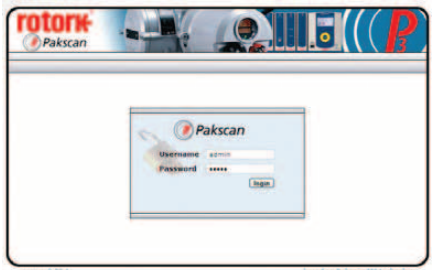 rotork
Pakscan
P3
Pakscan
Username admin
Password •••••
login